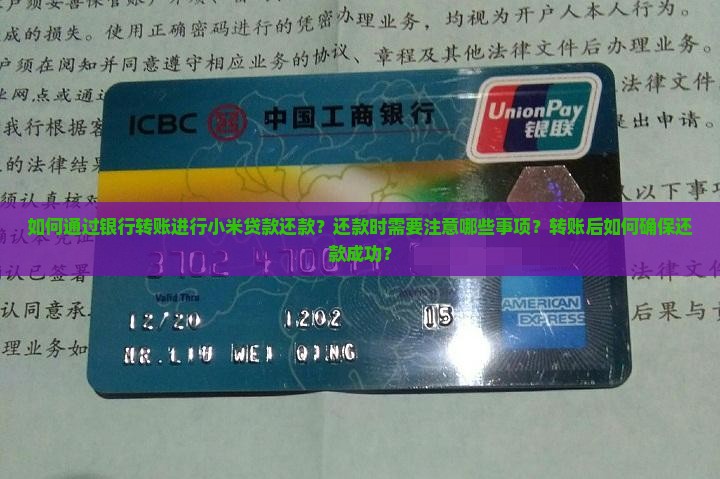 成的损失。使用正确密码进行的凭密办理业务，均视为开户人本人行为。
户须在阅知并同意遵守相应业务的协议、章程及其他法律文件后办理业务。
网点或通 法律文件
我行根据客 出申请。
ICBC 中国工商银行 UnionPay
银联
的法律结
须认真核 以下事
如何通过银行转账进行小米贷款还款？还款时需要注意哪些事项？转账后如何确保还
款成功？
认已签署
3702
Valid Thru
认同意承 后果与
12/20 1202 15
AMERICAN
EXPRESS
理业务如
MR.LIU WEI QING